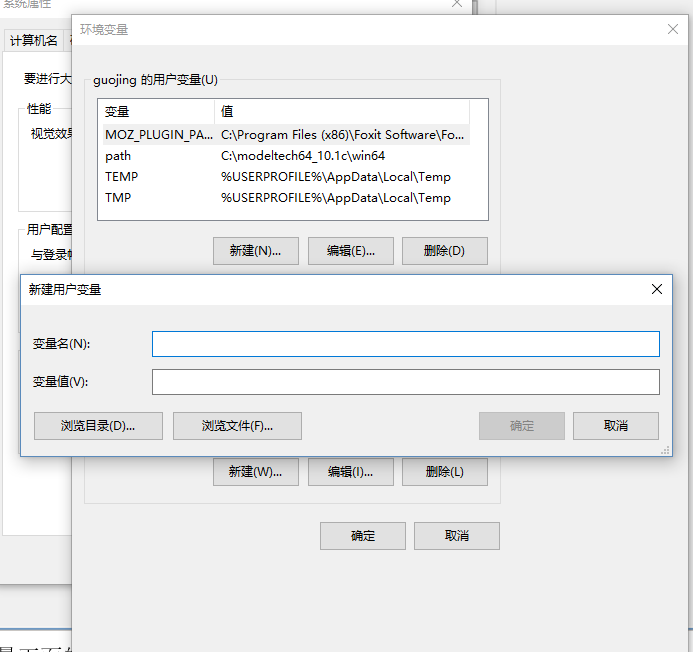 系统属性
环境变量
计算机名
要进行大
性能
视觉效果
用户配置
与登录帐
guojing 的用户变量(U)
变量 值
MOZ_PLUGIN_PA... C:\Program Files (x86)\Foxit Software\Fo...
path C:\modeltech64_10.1c\win64
TEMP %USERPROFILE%\AppData\Local\Temp
TMP %USERPROFILE%\AppData\Local\Temp
新建(N)... 编辑(E)... 删除(D)
新建用户变量
变量名(N):
变量值(V):
浏览目录(D)... 浏览文件(F)... 确定 取消
新建(W)... 编辑(I)... 删除(L)
确定 取消